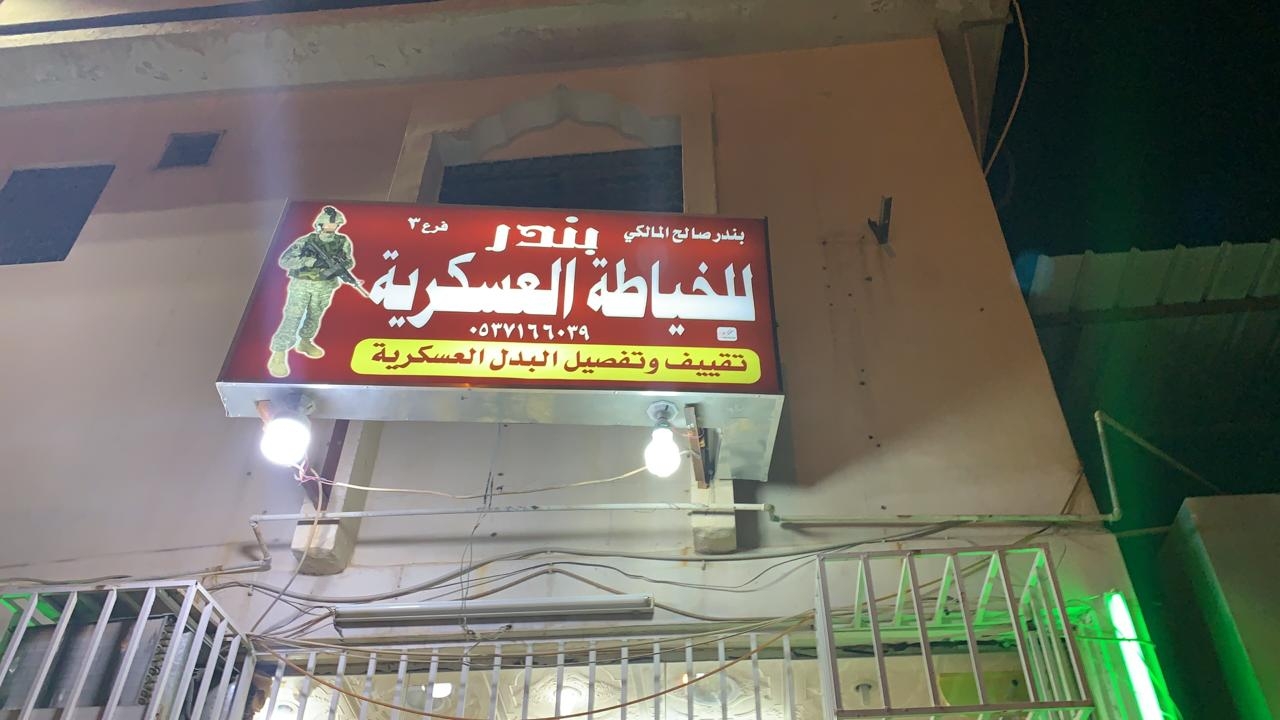 بندر صالح المالكي
بندر
فرع ٣
للخياطة العسكرية
٠٥٣٧١٦٦٠٣٩
تقييف وتفصيل البدل العسكرية